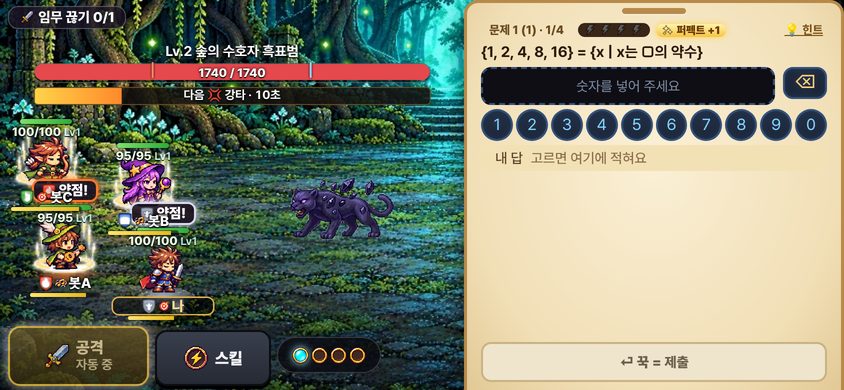 임무 끊기 0/1
Lv.2 숲의 수호자 흑표범
1740 / 1740
다음 💢 강타 · 10초
100/100 Lv1
약점!
봇C
95/95 Lv1
약점!
봇B
95/95 Lv1
봇A
100/100 Lv1
나
공격
자동 중
스킬
문제 1 (1) · 1/4
퍼펙트 +1
힌트
{1, 2, 4, 8, 16} = {x | x는 □의 약수}
숫자를 넣어 주세요
1 2 3 4 5 6 7 8 9 0
내 답 고르면 여기에 적혀요
⏎ 꾹 = 제출